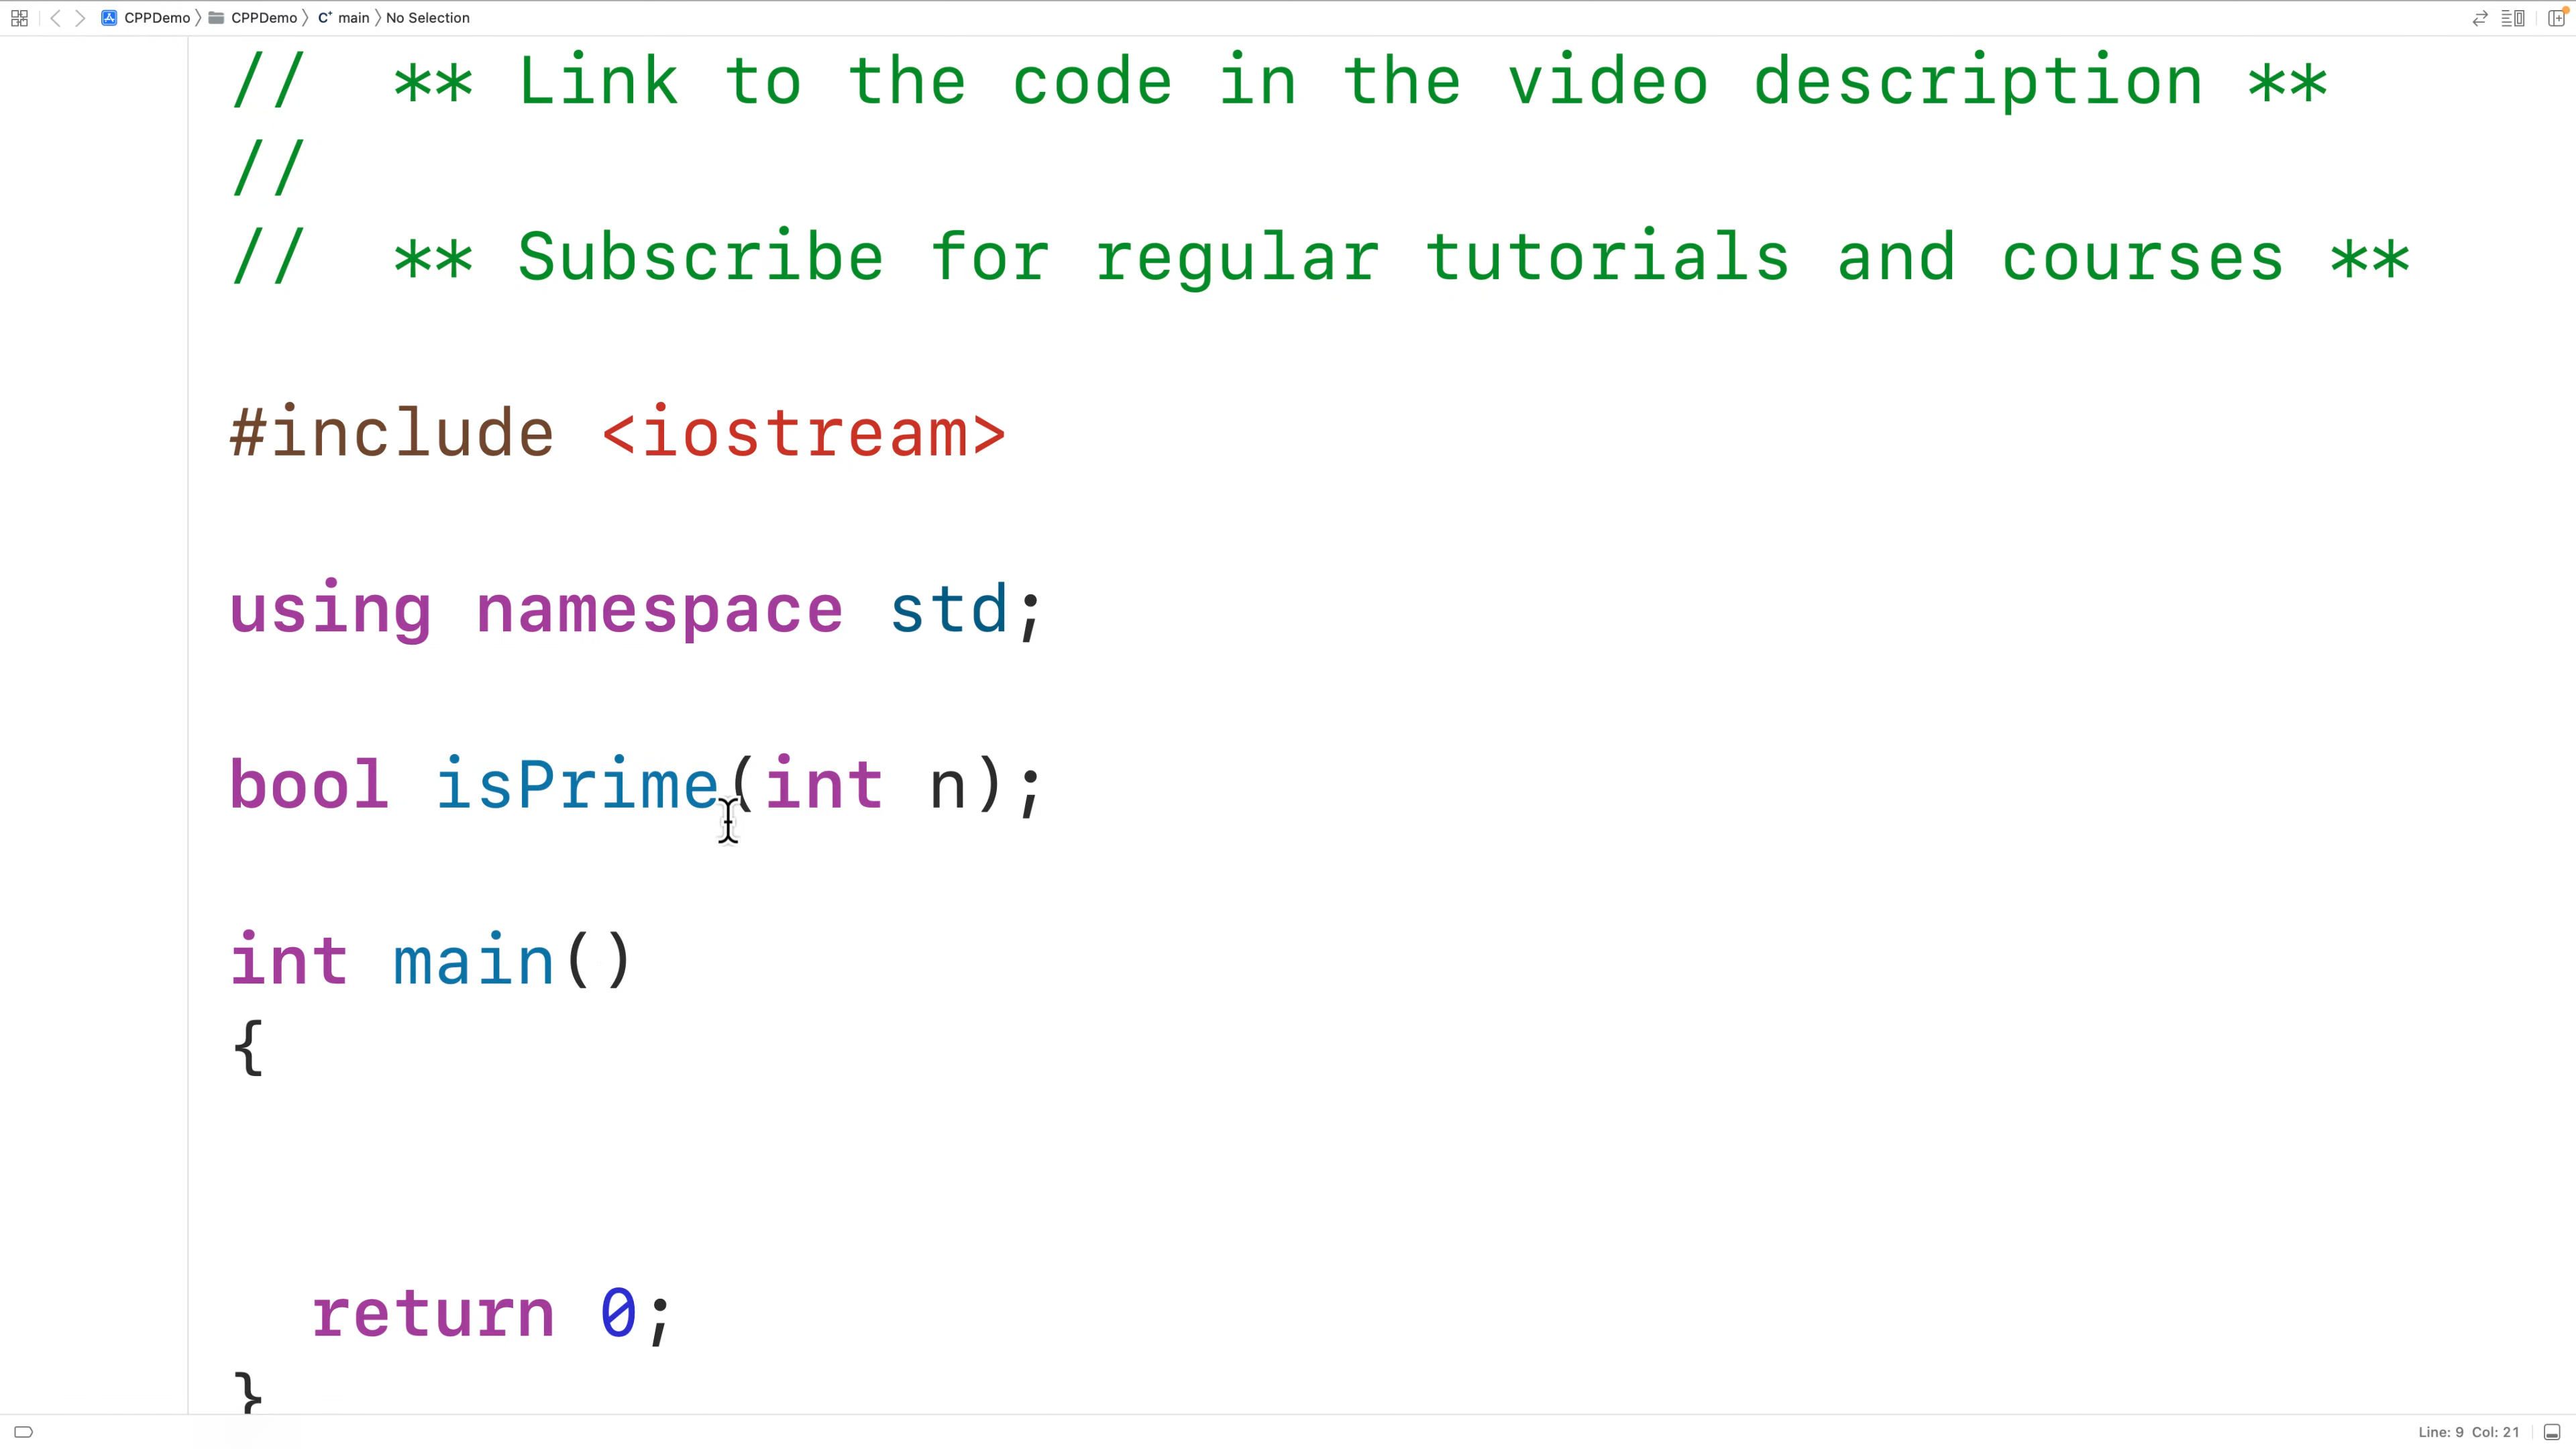 CPPDemo CPPDemo C+ main No Selection
// ** Link to the code in the video description **
//
// ** Subscribe for regular tutorials and courses **
#include <iostream>
using namespace std;
bool isPrime(int n);
int main()
{
return 0;
}
Line: 9 Col: 21